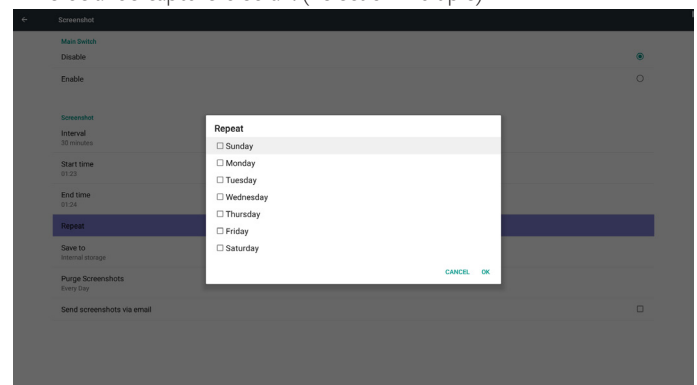 Screenshot
Main Switch
Disable
Enable
Screenshot
Interval
30 minutes
Start time
01:23
End time
01:24
Repeat
Save to
Internal storage
Purge Screenshots
Every Day
Send screenshots via email
Repeat
Sunday
Monday
Tuesday
Wednesday
Thursday
Friday
Saturday
CANCEL OK